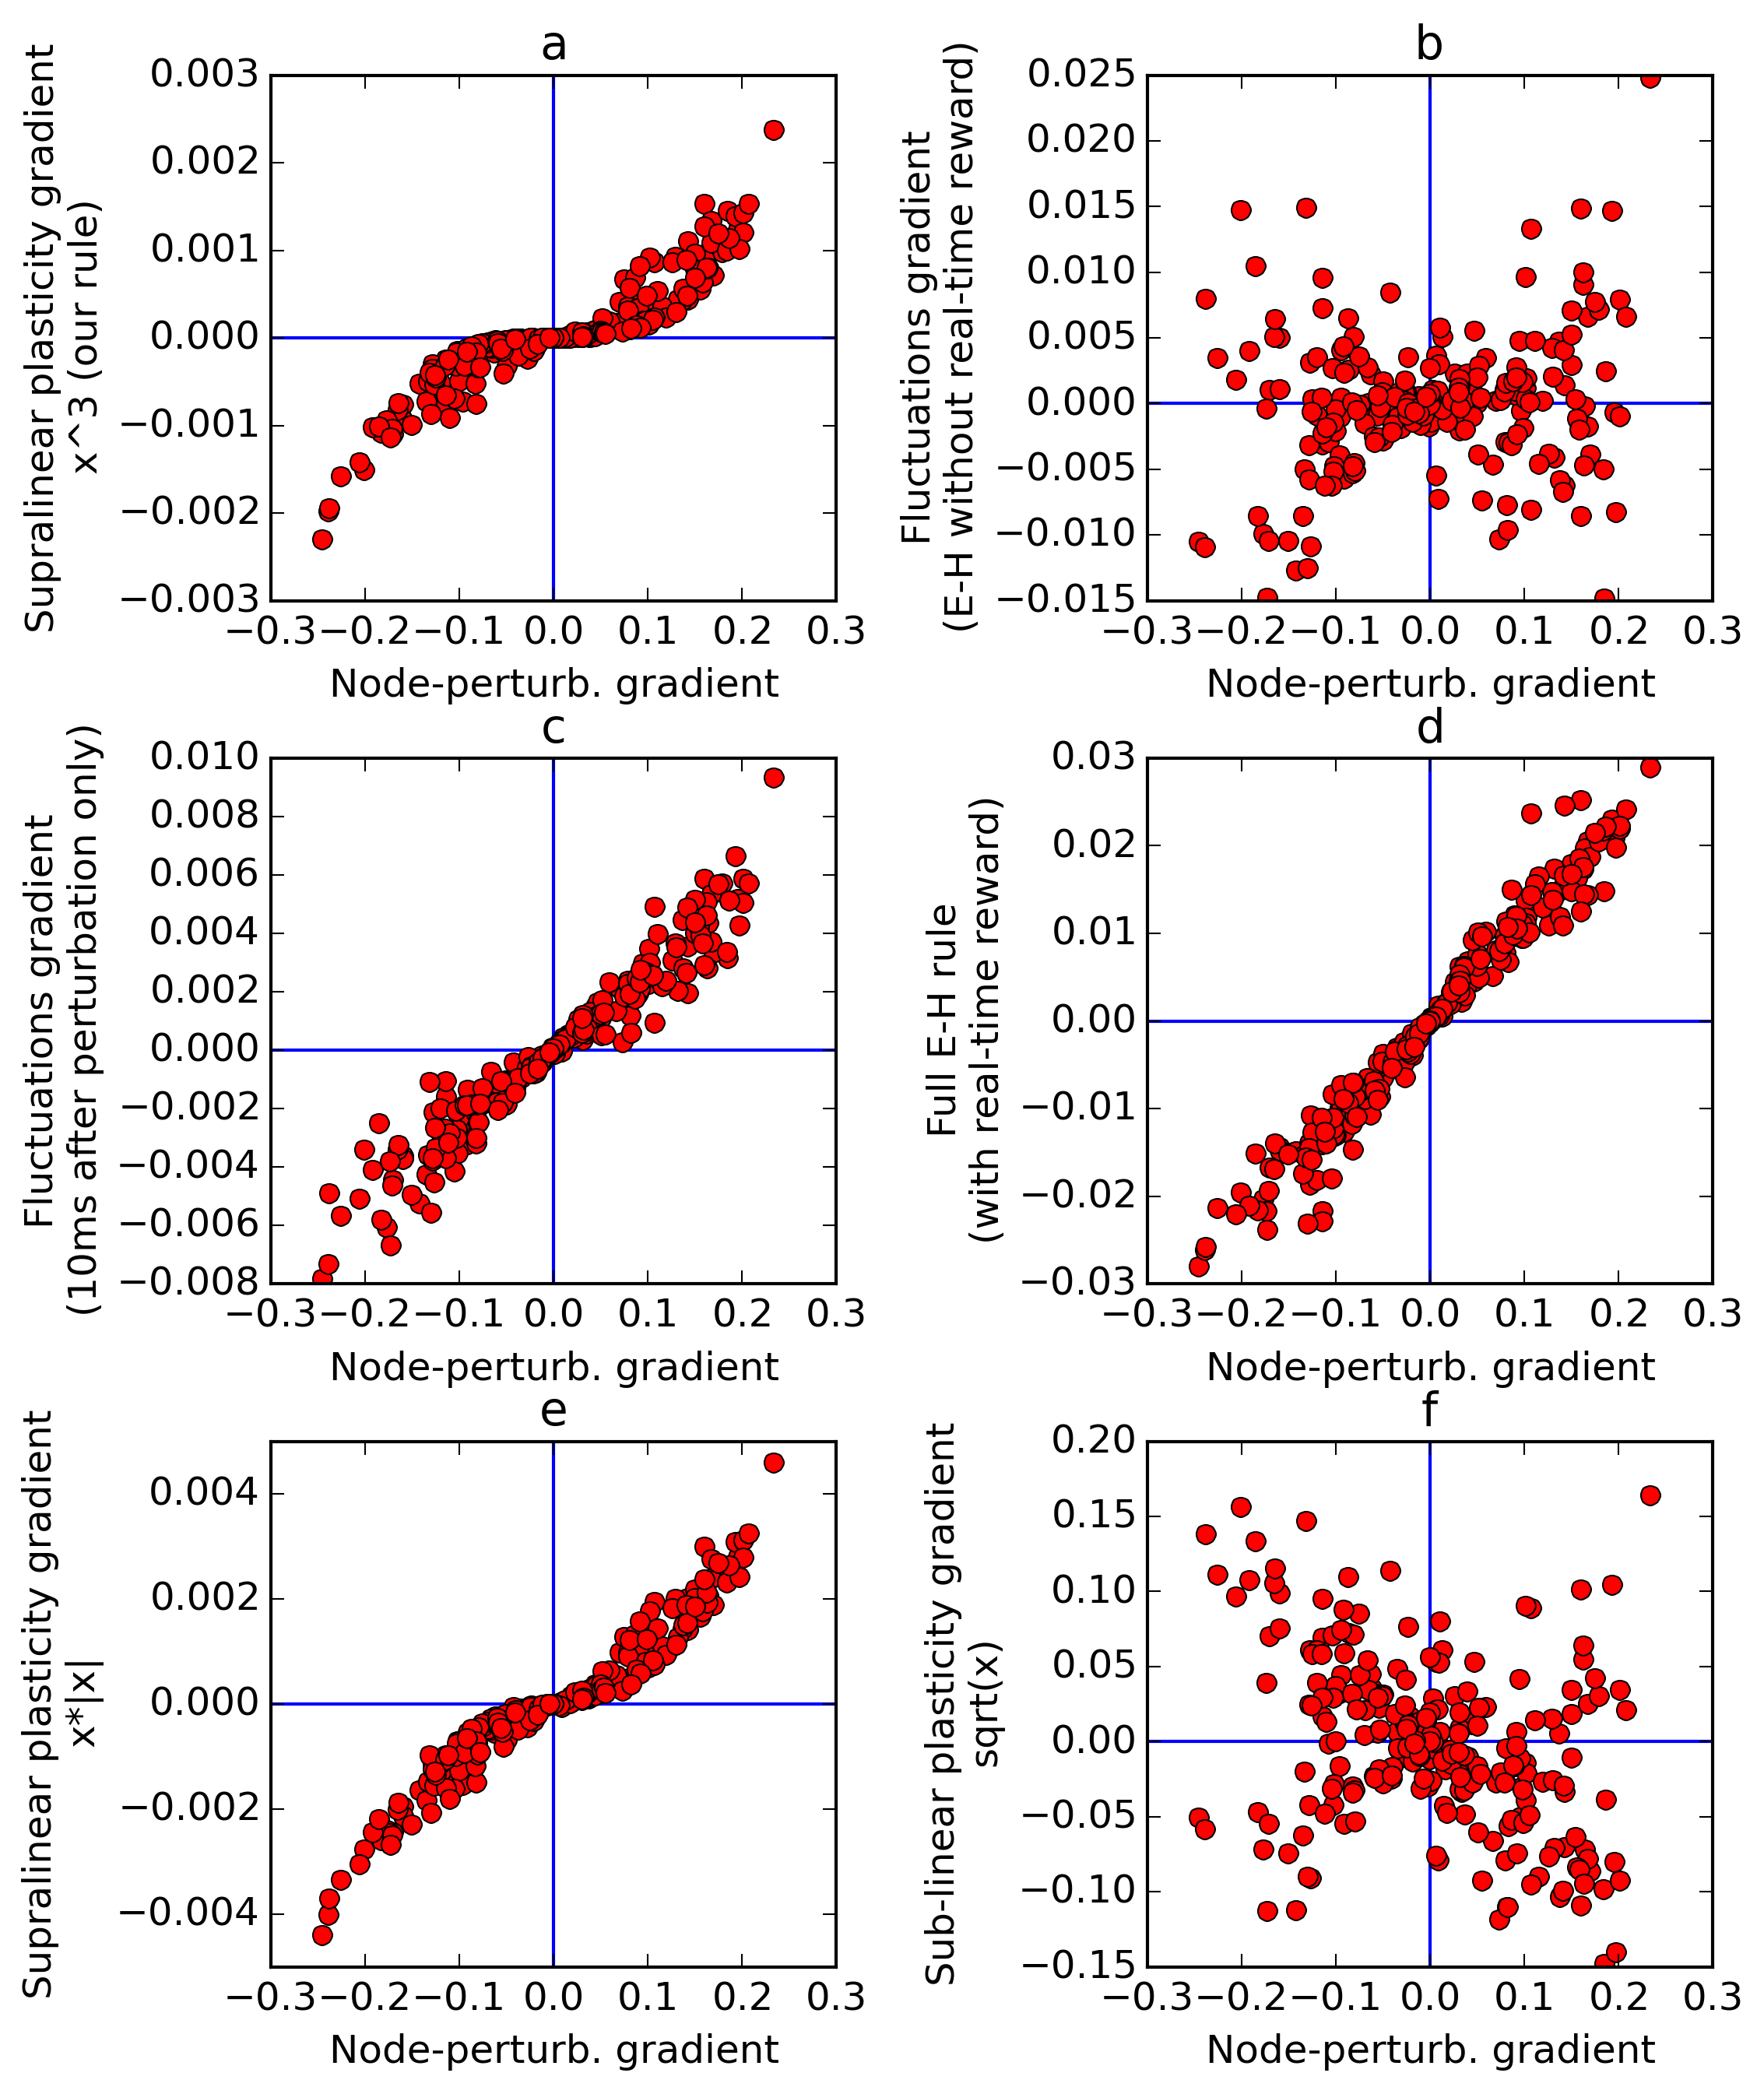 a
Supralinear plasticity gradient
x^3 (our rule)
0.003
0.002
0.001
0.000
−0.001
−0.002
−0.003
−0.3 −0.2 −0.1 0.0 0.1 0.2 0.3
Node-perturb. gradient
b
Fluctuations gradient
(E-H without real-time reward)
0.025
0.020
0.015
0.010
0.005
0.000
−0.005
−0.010
−0.015
−0.3 −0.2 −0.1 0.0 0.1 0.2 0.3
Node-perturb. gradient
c
Fluctuations gradient
(10ms after perturbation only)
0.010
0.008
0.006
0.004
0.002
0.000
−0.002
−0.004
−0.006
−0.008
−0.3 −0.2 −0.1 0.0 0.1 0.2 0.3
Node-perturb. gradient
d
Full E-H rule
(with real-time reward)
0.03
0.02
0.01
0.00
−0.01
−0.02
−0.03
−0.3 −0.2 −0.1 0.0 0.1 0.2 0.3
Node-perturb. gradient
e
Supralinear plasticity gradient
x*|x|
0.004
0.002
0.000
−0.002
−0.004
−0.3 −0.2 −0.1 0.0 0.1 0.2 0.3
Node-perturb. gradient
f
Sub-linear plasticity gradient
sqrt(x)
0.20
0.15
0.10
0.05
0.00
−0.05
−0.10
−0.15
−0.3 −0.2 −0.1 0.0 0.1 0.2 0.3
Node-perturb. gradient